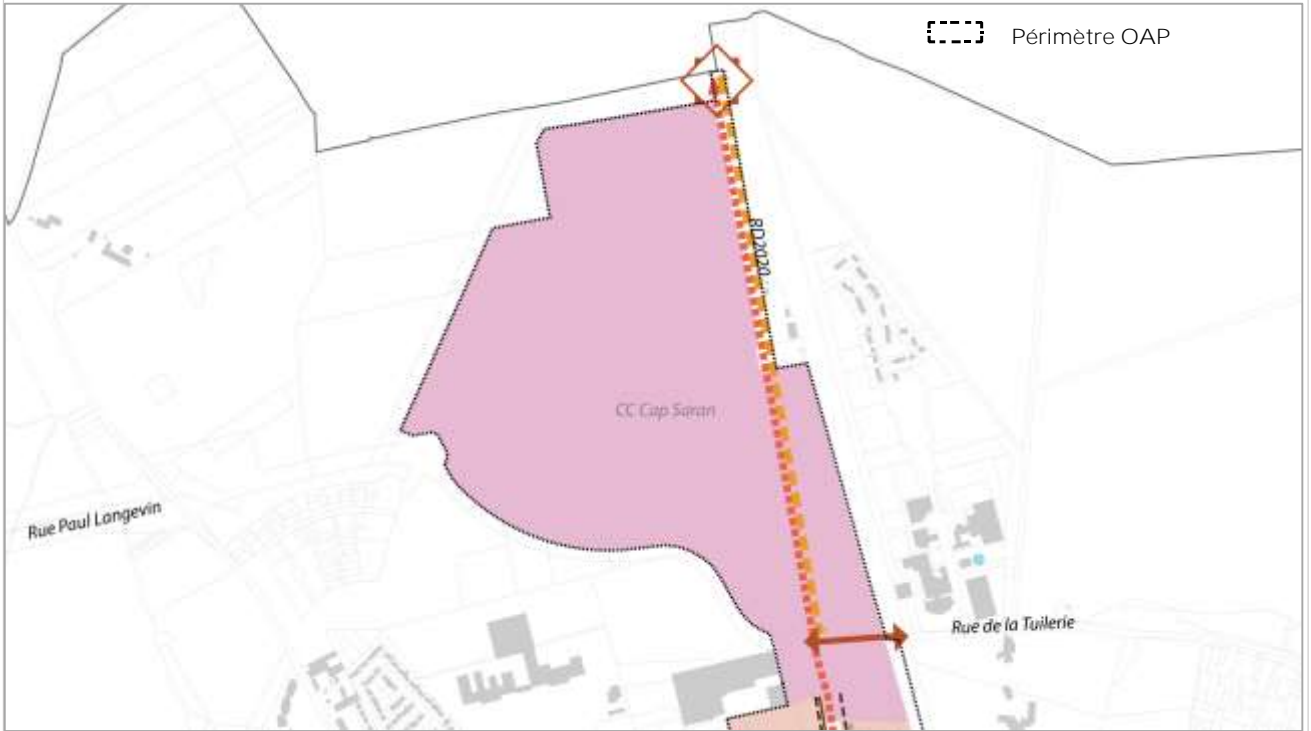 Périmètre OAP
RD2020
CC Cap Saran
Rue Paul Langevin
Rue de la Tuilerie